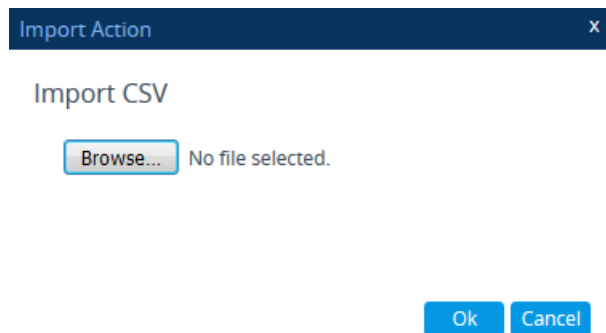 Import Action x
Import CSV
Browse... No file selected.
Ok Cancel